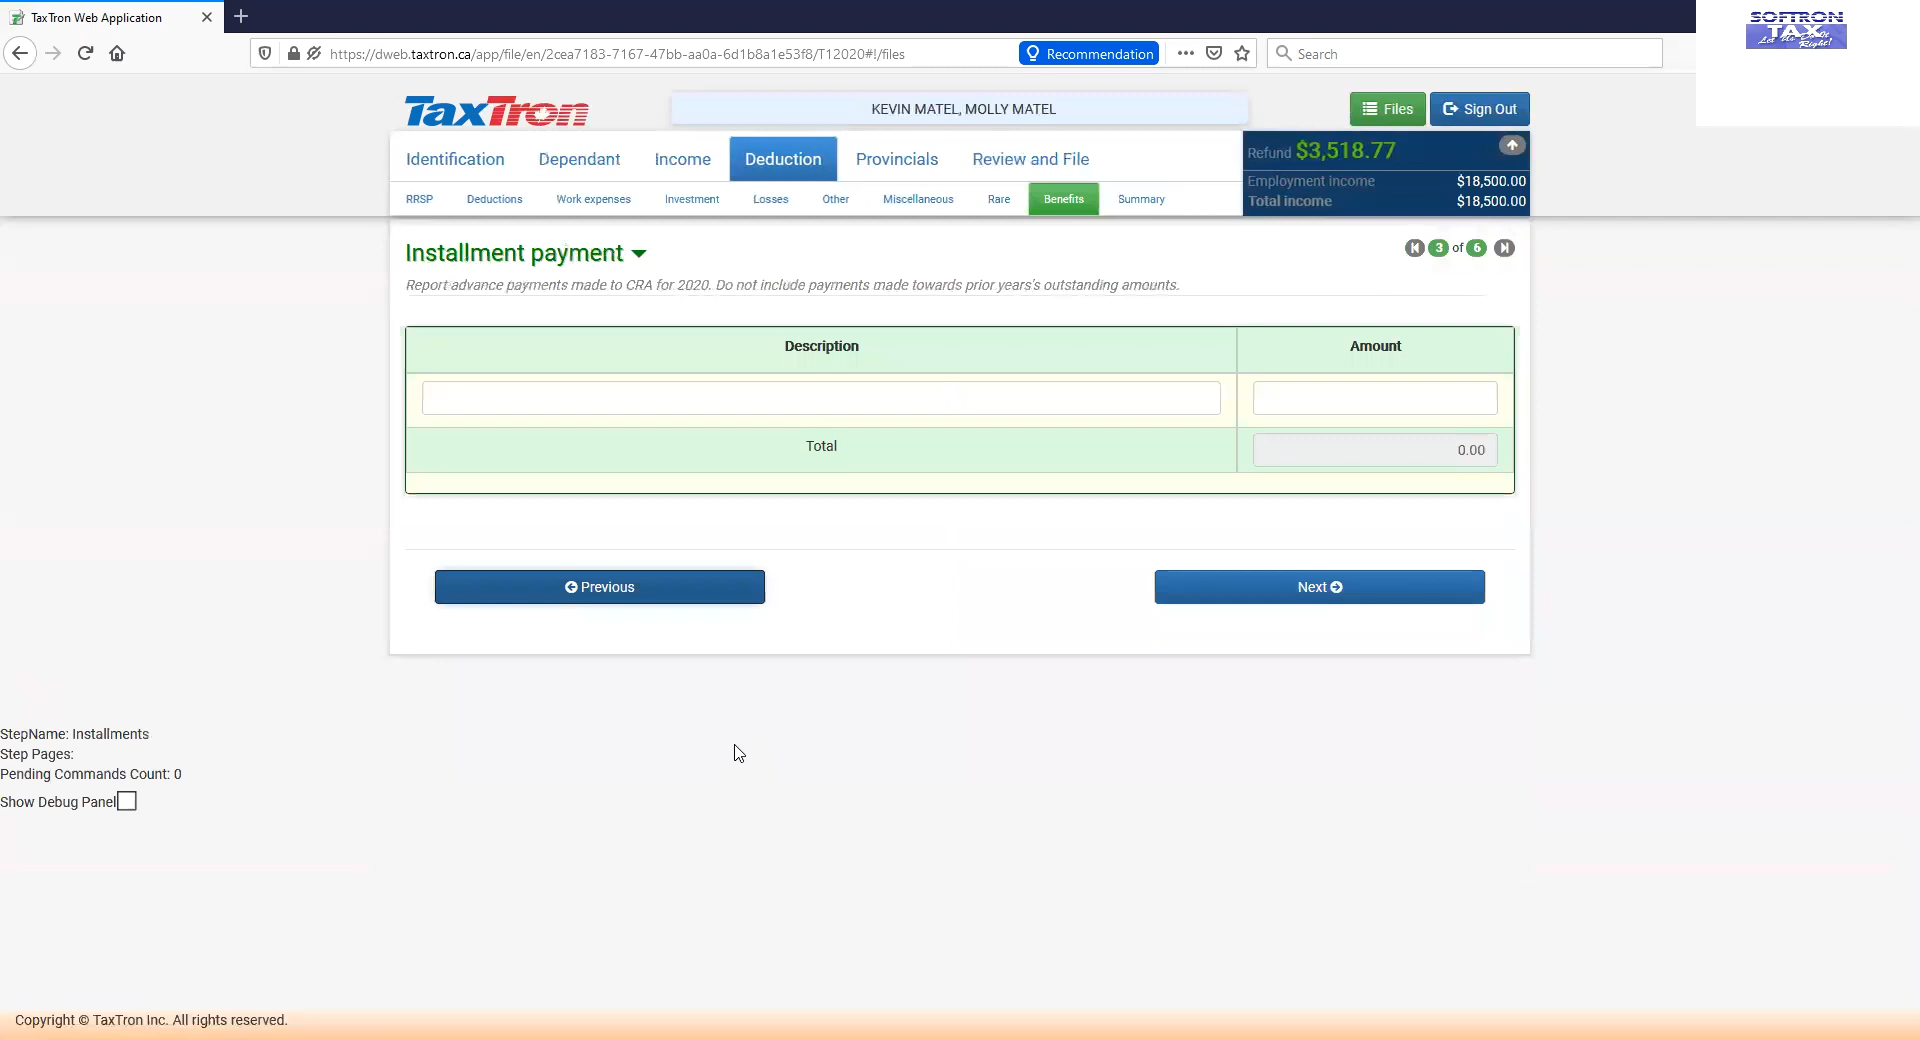 TaxTron Web Application
https://dweb.taxtron.ca/app/file/en/2cea7183-7167-47bb-aa0a-6d1b8a1e53f8/T12020#!/files
Recommendation
Search
SOFTRON
TAX
Let Us Do It
Right!
TaxTron
KEVIN MATEL, MOLLY MATEL
Files
Sign Out
Identification Dependant Income Deduction Provincials Review and File
Refund $3,518.77
Employment income $18,500.00
Total income $18,500.00
RRSP Deductions Work expenses Investment Losses Other Miscellaneous Rare Benefits Summary
Installment payment
3 of 6
Report advance payments made to CRA for 2020. Do not include payments made towards prior years's outstanding amounts.
Description Amount
Total 0.00
Previous Next
StepName: Installments
Step Pages:
Pending Commands Count: 0
Show Debug Panel
Copyright © TaxTron Inc. All rights reserved.